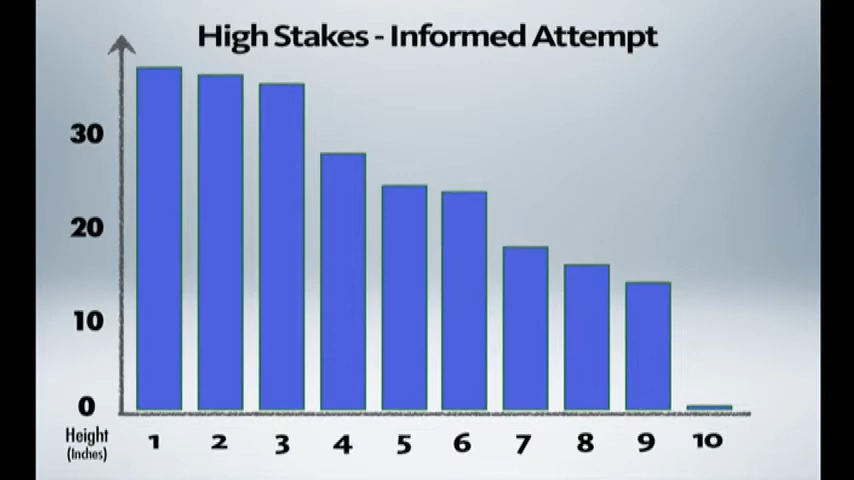 High Stakes - Informed Attempt
30
20
10
0
Height
(Inches)
1 2 3 4 5 6 7 8 9 10